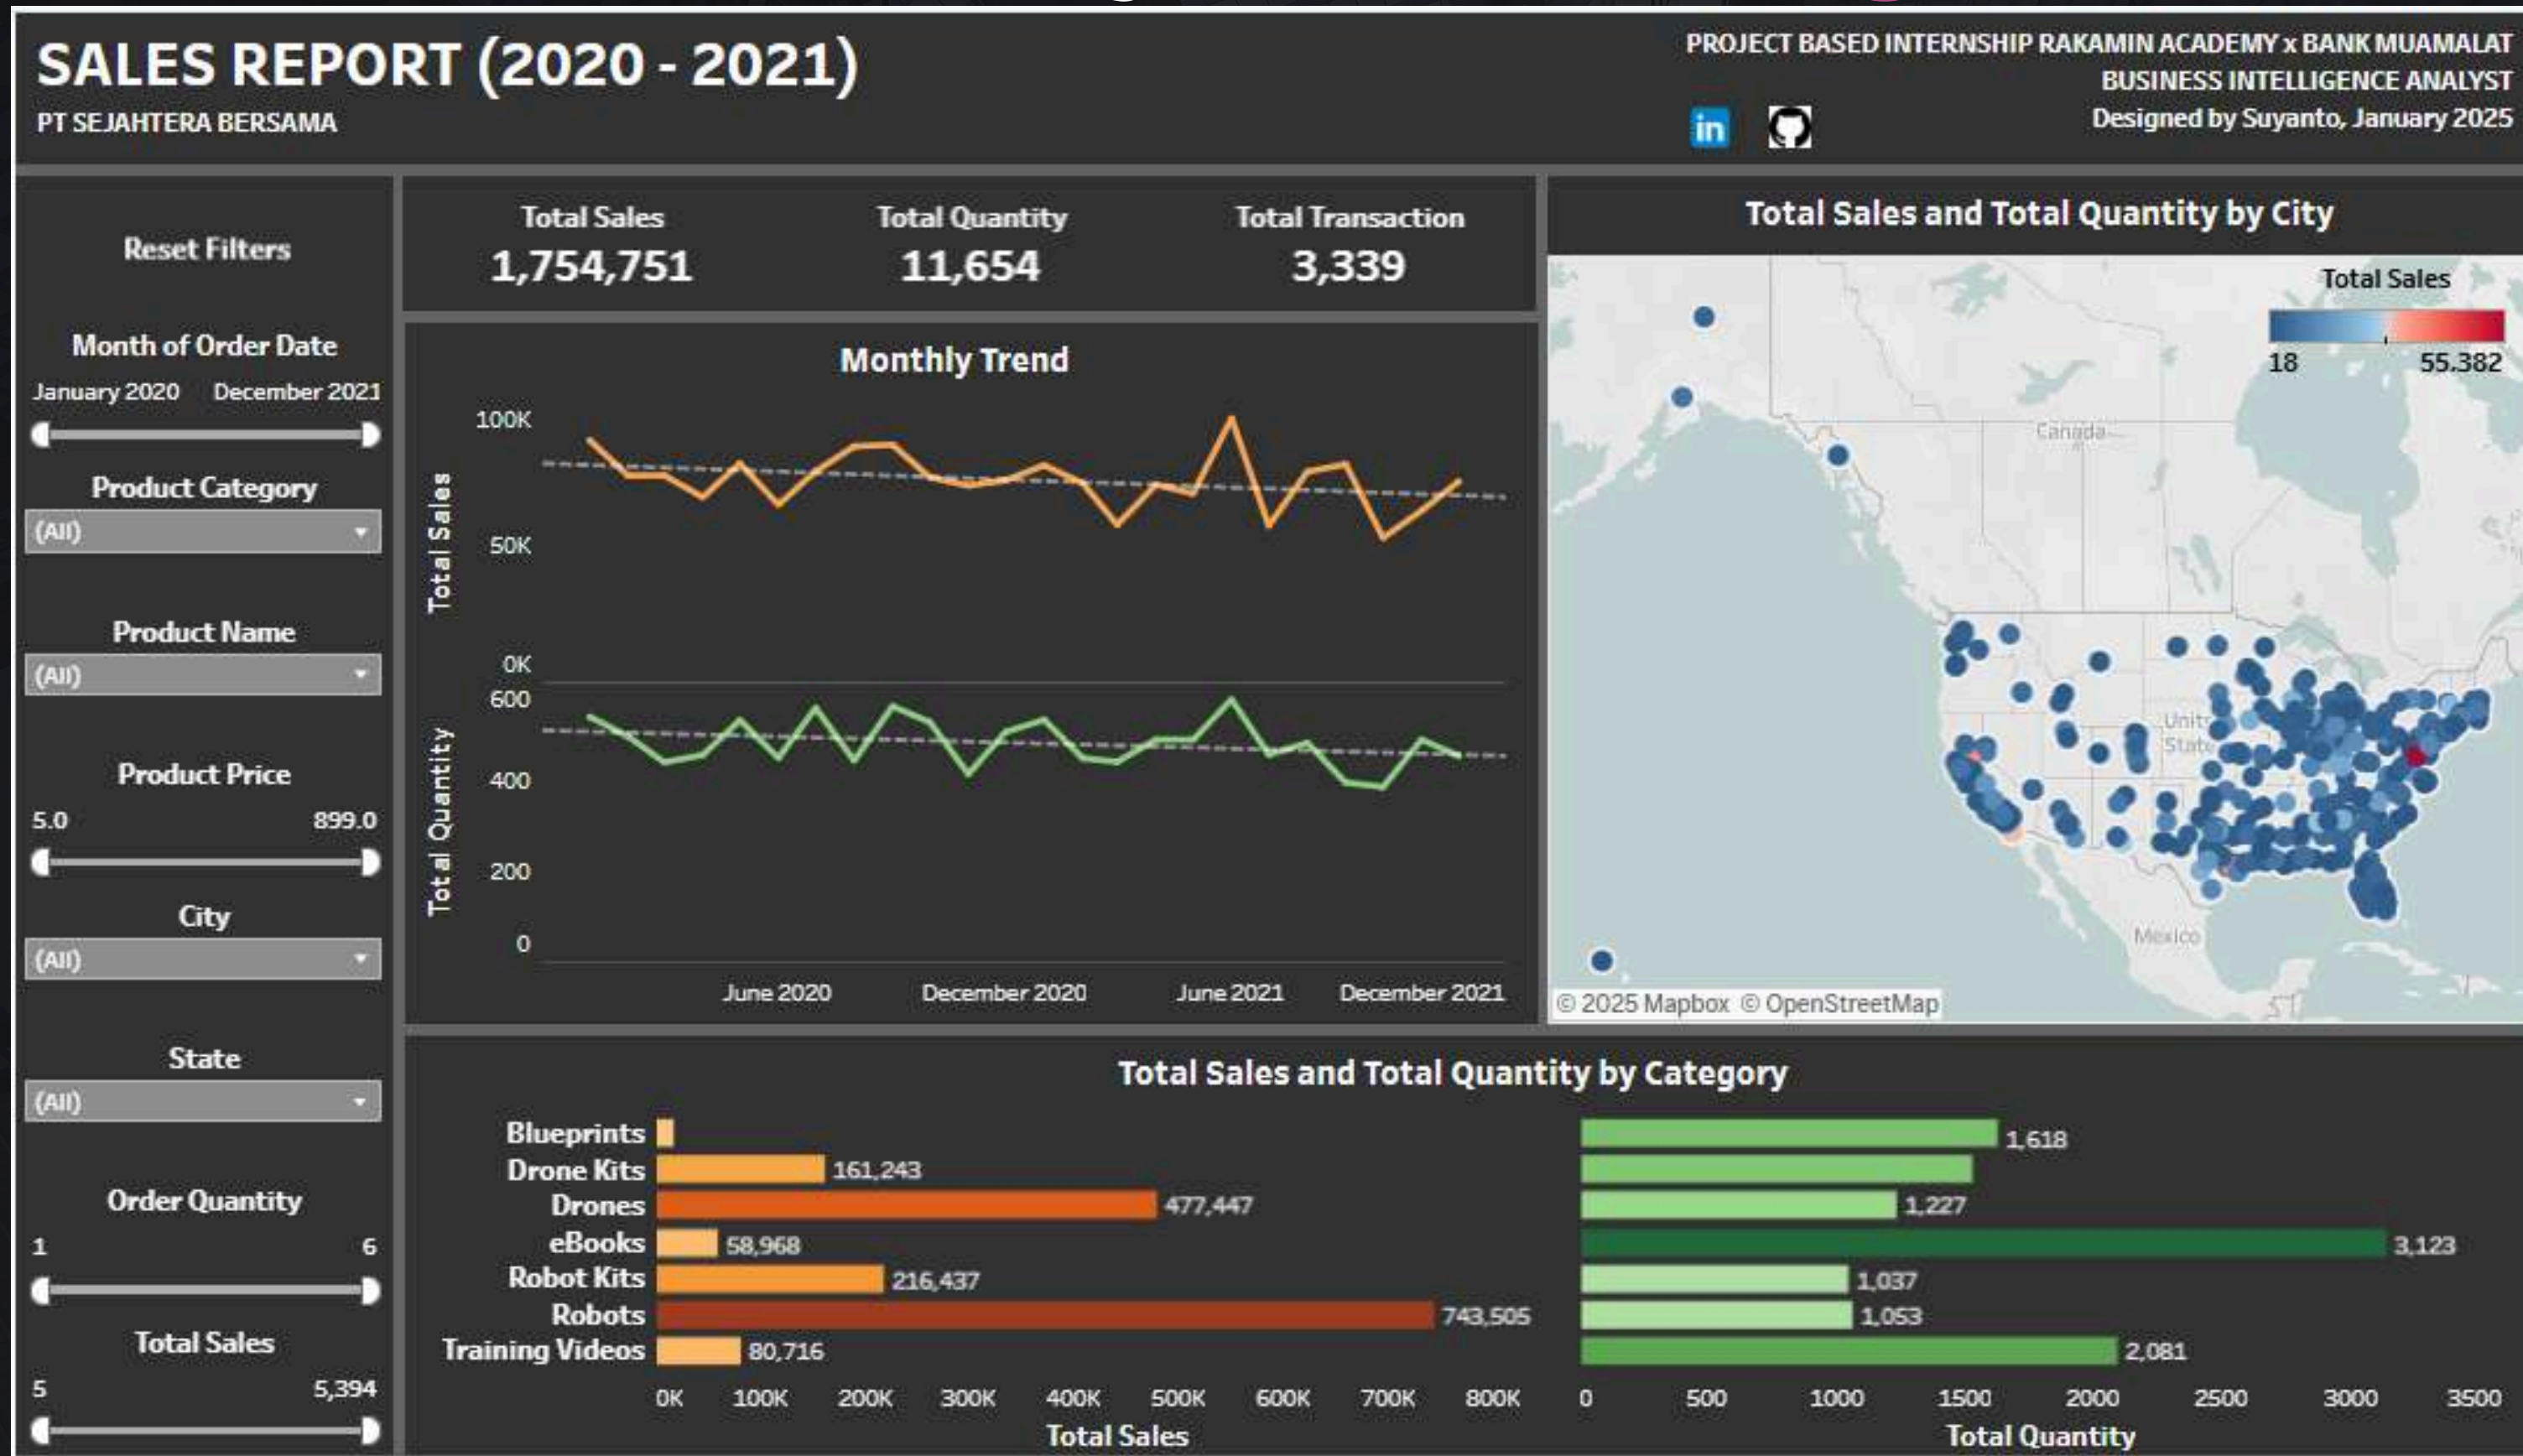 SALES REPORT (2020 - 2021)
PT SEJAHTERA BERSAMA
PROJECT BASED INTERNSHIP RAKAMIN ACADEMY x BANK MUAMALAT
BUSINESS INTELLIGENCE ANALYST
Designed by Suyanto, January 2025
in
Reset Filters
Month of Order Date
January 2020 December 2021
Product Category
(All)
Product Name
(All)
Product Price
5.0 899.0
City
(All)
State
(All)
Order Quantity
1 6
Total Sales
5 5,394
Total Sales
1,754,751
Total Quantity
11,654
Total Transaction
3,339
Monthly Trend
Total Sales
100K
50K
0K
Total Quantity
600
400
200
0
June 2020 December 2020 June 2021 December 2021
Total Sales and Total Quantity by City
Total Sales
18 55,382
Canada
United
States
Mexico
© 2025 Mapbox © OpenStreetMap
Total Sales and Total Quantity by Category
Blueprints 1,618
Drone Kits 161,243
Drones 477,447 1,227
eBooks 58,968 3,123
Robot Kits 216,437 1,037
Robots 743,505 1,053
Training Videos 80,716 2,081
0K 100K 200K 300K 400K 500K 600K 700K 800K
Total Sales
0 500 1000 1500 2000 2500 3000 3500
Total Quantity